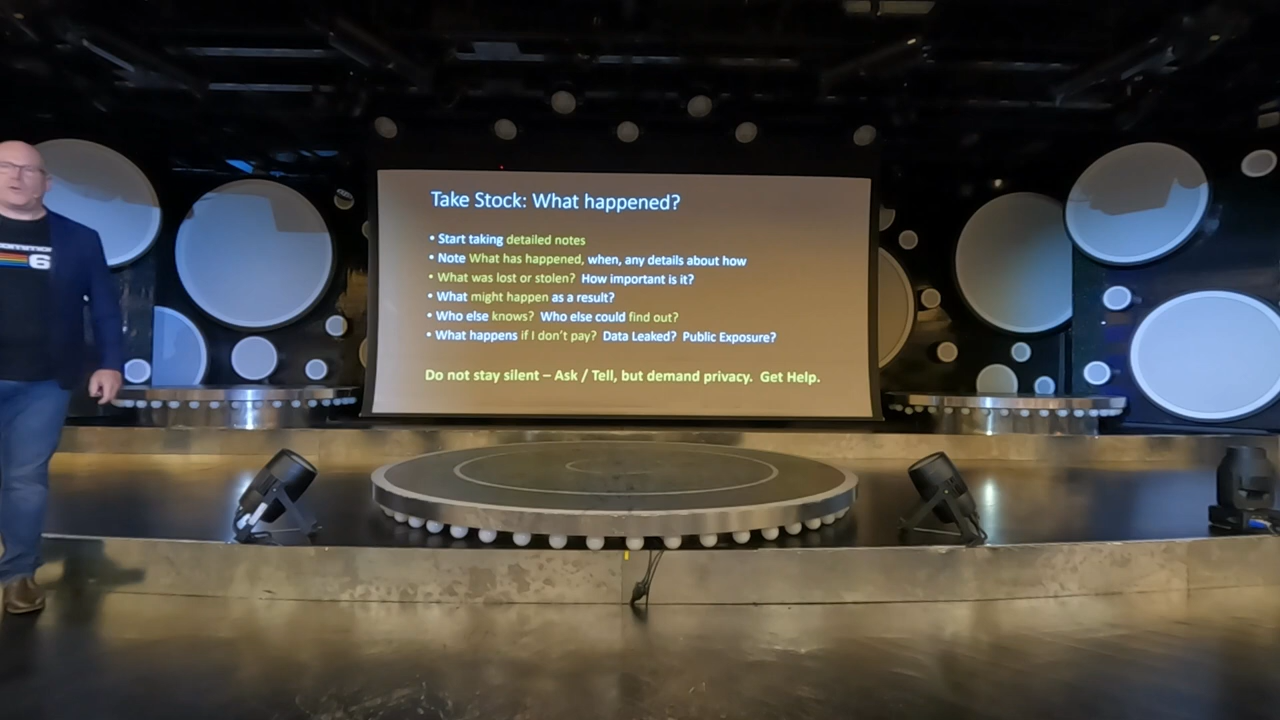 Take Stock: What happened?
• Start taking detailed notes
• Note What has happened, when, any details about how
• What was lost or stolen? How important is it?
• What might happen as a result?
• Who else knows? Who else could find out?
• What happens if I don't pay? Data Leaked? Public Exposure?
Do not stay silent – Ask / Tell, but demand privacy. Get Help.
6